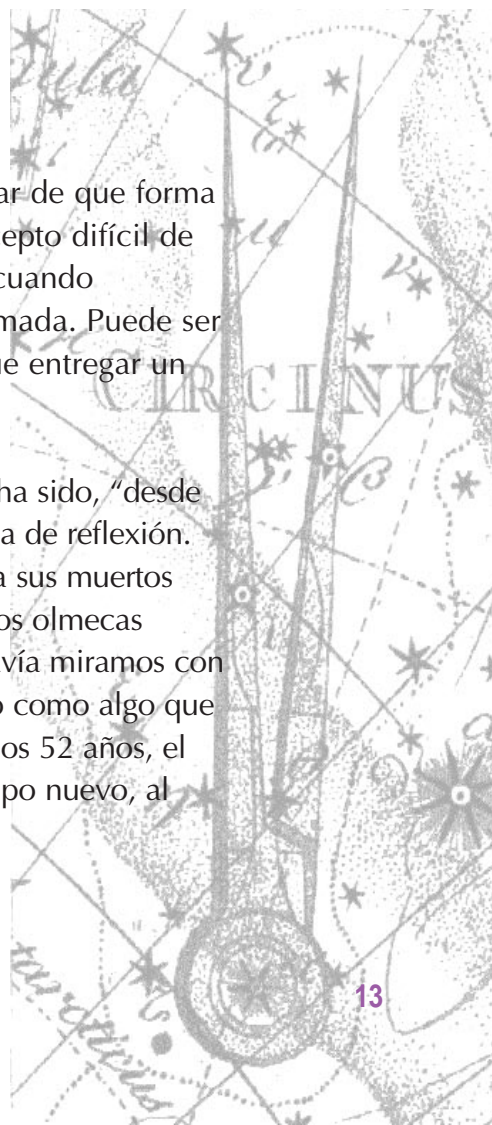 ula
ar de que forma
epto difícil de
cuando
mada. Puede ser
ue entregar un
CIRCINUS
ha sido, “desde
a de reflexión.
a sus muertos
os olmecas
vía miramos con
o como algo que
os 52 años, el
po nuevo, al
13
tarcticus